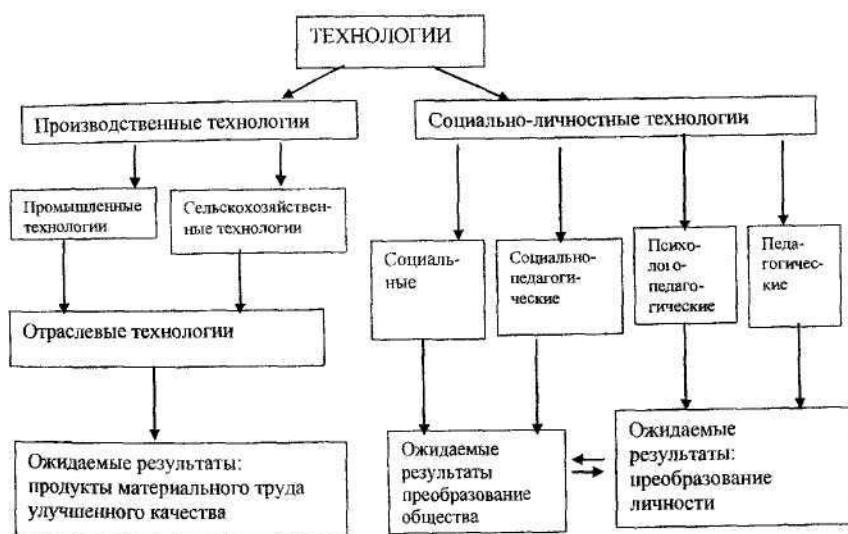 ТЕХНОЛОГИИ
Производственные технологии
Социально-личностные технологии
Промышленные
технологии
Сельскохозяйствен-
ные технологии
Социаль-
ные
Социально-
педагоги-
ческие
Психо-
лого-
педаго-
гические
Педа-
гогичес-
кие
Отраслевые технологии
Ожидаемые результаты:
продукты материального труда
улучшенного качества
Ожидаемые
результаты
преобразование
общества
Ожидаемые
результаты:
преобразование
личности